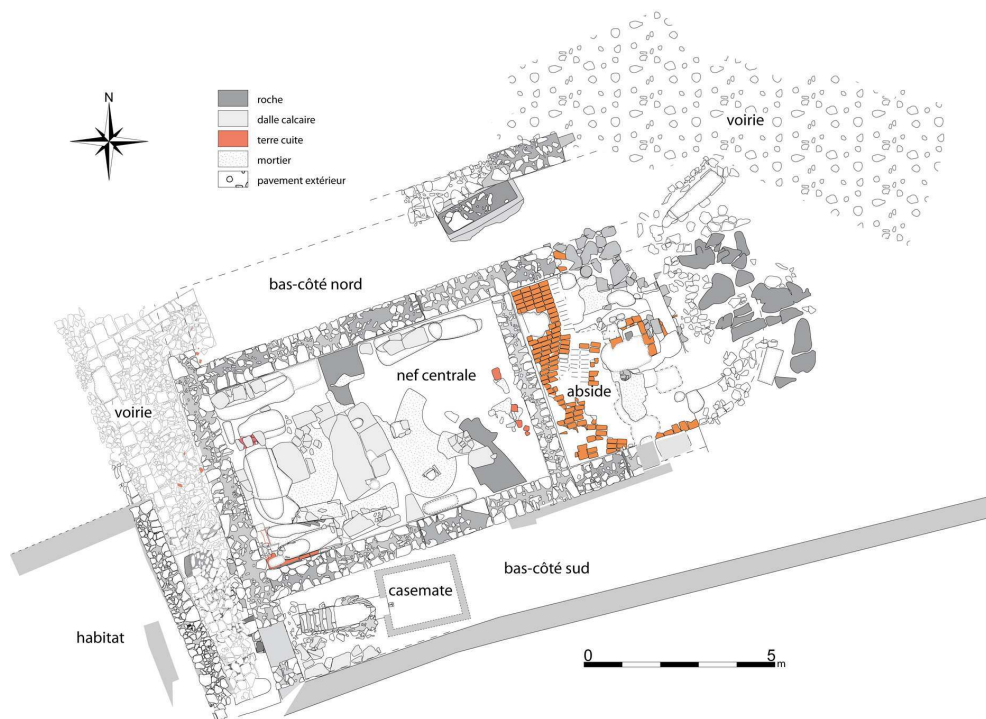 N
roche
dalle calcaire
terre cuite
mortier
pavement extérieur
voirie
bas-côté nord
nef centrale
voirie
abside
bas-côté sud
casemate
habitat
0 5
m